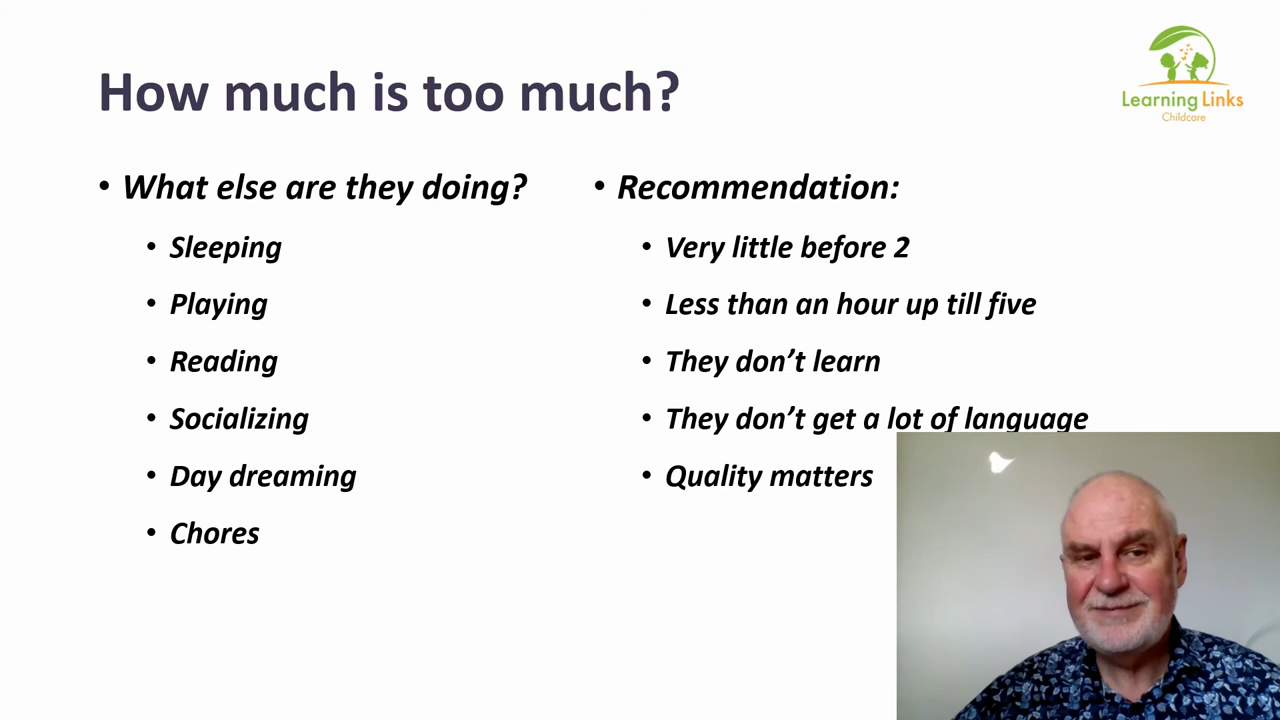 How much is too much?
Learning Links
Childcare
• What else are they doing?
• Sleeping
• Playing
• Reading
• Socializing
• Day dreaming
• Chores
• Recommendation:
• Very little before 2
• Less than an hour up till five
• They don’t learn
• They don’t get a lot of language
• Quality matters